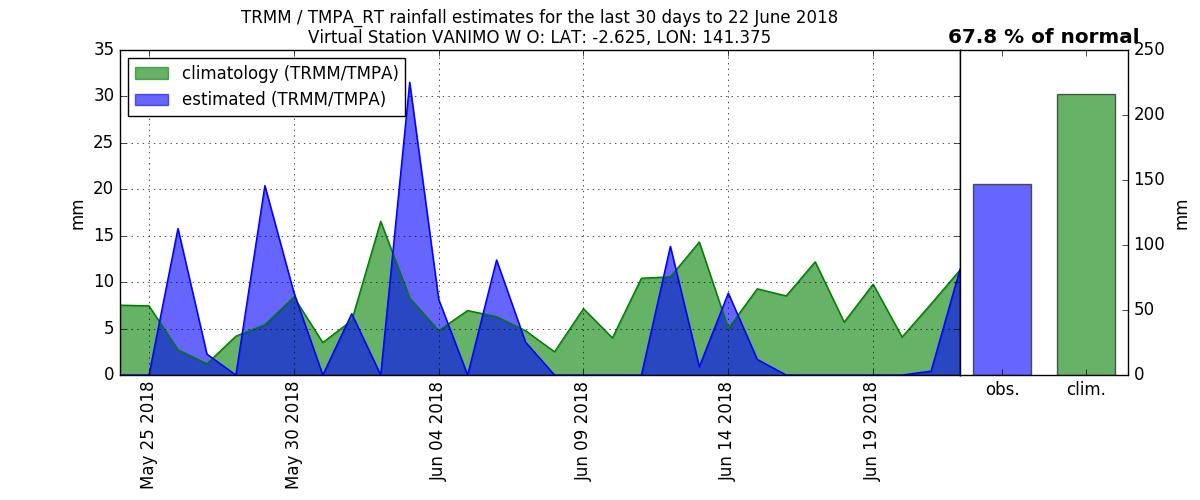 TRMM / TMPA_RT rainfall estimates for the last 30 days to 22 June 2018
Virtual Station VANIMO W O: LAT: -2.625, LON: 141.375
67.8 % of normal
climatology (TRMM/TMPA)
estimated (TRMM/TMPA)
35
30
25
20
15
10
5
0
mm
May 25 2018
May 30 2018
Jun 04 2018
Jun 09 2018
Jun 14 2018
Jun 19 2018
obs.
clim.
250
200
150
100
50
0
mm